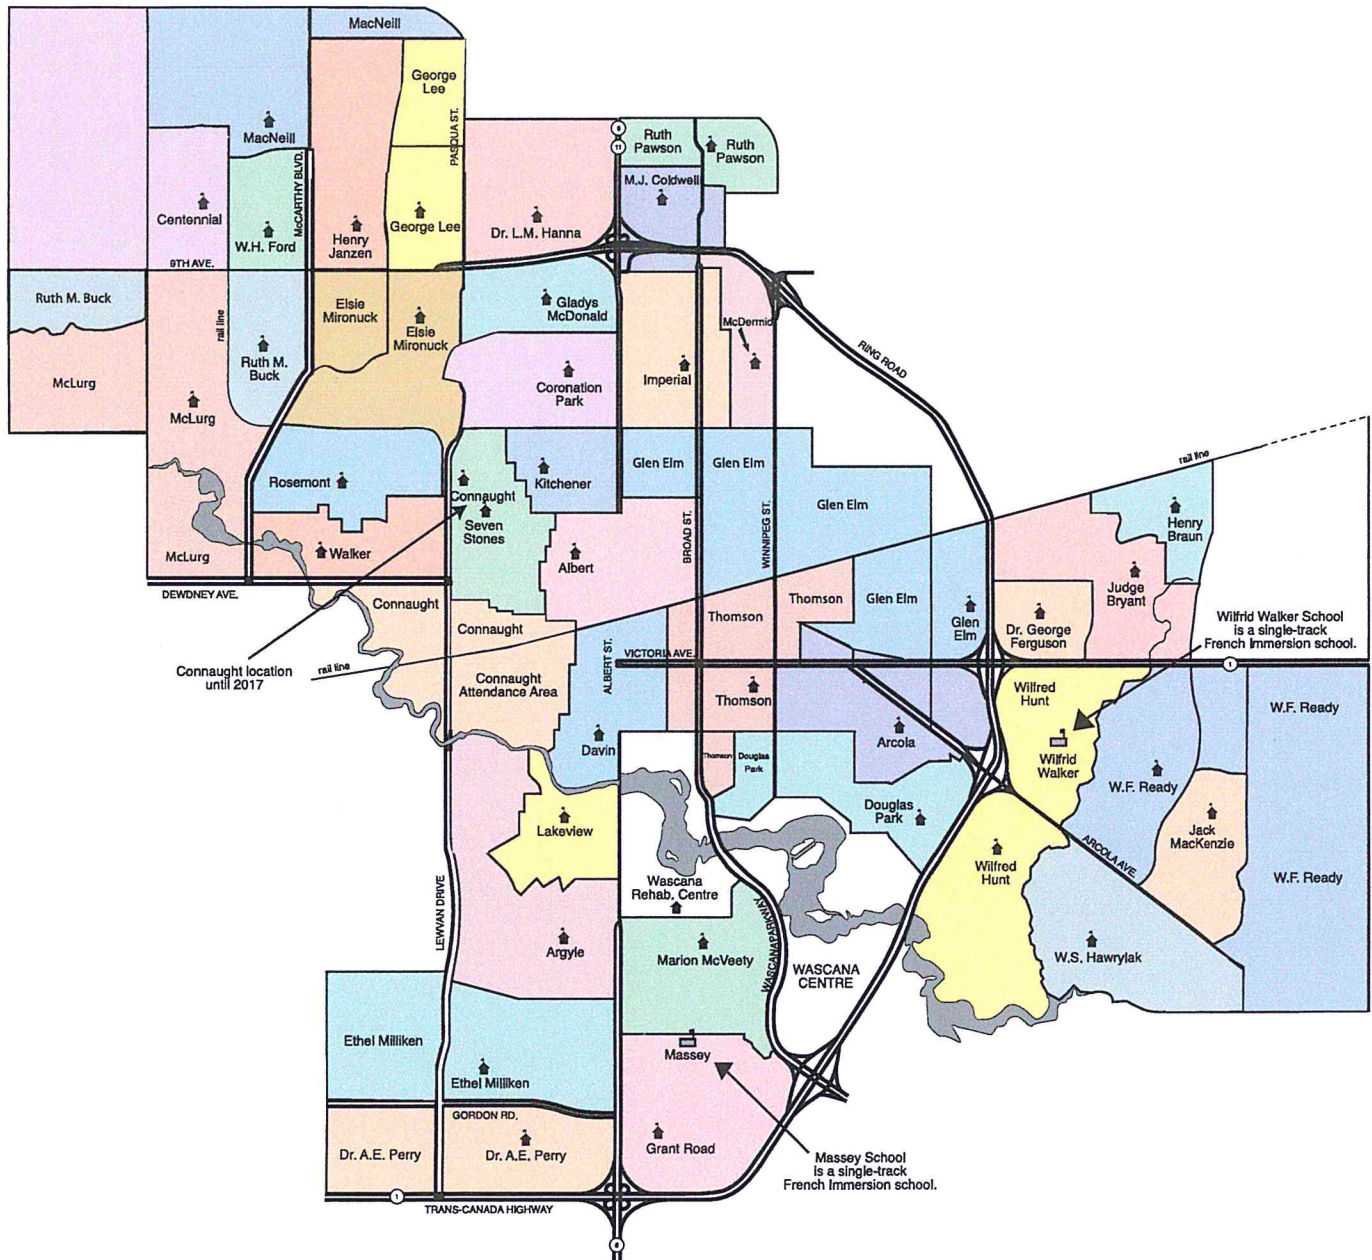 MacNeill
George
Lee
PASQUA ST.
MacNeill
McCARTHY BLVD.
6
11
Ruth
Pawson
Ruth
Pawson
M.J. Coldwell
Centennial
W.H. Ford
Henry
Janzen
George Lee
Dr. L.M. Hanna
9TH AVE.
Ruth M. Buck
rail line
Elsie
Mironuck
Elsie
Mironuck
Gladys
McDonald
McDermid
RING ROAD
Ruth M.
Buck
McLurg
McLurg
Coronation
Park
Imperial
rail line
Rosemont
Connaught
Seven
Stones
Kitchener
Glen Elm
Glen Elm
Glen Elm
Henry
Braun
BROAD ST.
WINNIPEG ST.
McLurg
Walker
Albert
Judge
Bryant
DEWDNEY AVE.
Connaught
Connaught
Thomson
Thomson
Glen Elm
Glen
Elm
Dr. George
Ferguson
Wilfrid Walker School
is a single-track
French Immersion school.
Connaught location
until 2017
rail line
ALBERT ST.
VICTORIA AVE.
1
Connaught
Attendance Area
Thomson
Wilfred
Hunt
W.F. Ready
Davin
Thomson
Douglas
Park
Arcola
Wilfrid
Walker
W.F. Ready
Lakeview
Douglas
Park
Jack
MacKenzie
ARCOLA AVE.
LEWVAN DRIVE
Wascana
Rehab. Centre
Wilfred
Hunt
W.F. Ready
WASCANA PARKWAY
Argyle
Marion McVeety
WASCANA
CENTRE
W.S. Hawrylak
Ethel Milliken
Ethel Milliken
Massey
GORDON RD.
Dr. A.E. Perry
Dr. A.E. Perry
Grant Road
Massey School
is a single-track
French Immersion school.
1
TRANS-CANADA HIGHWAY
6